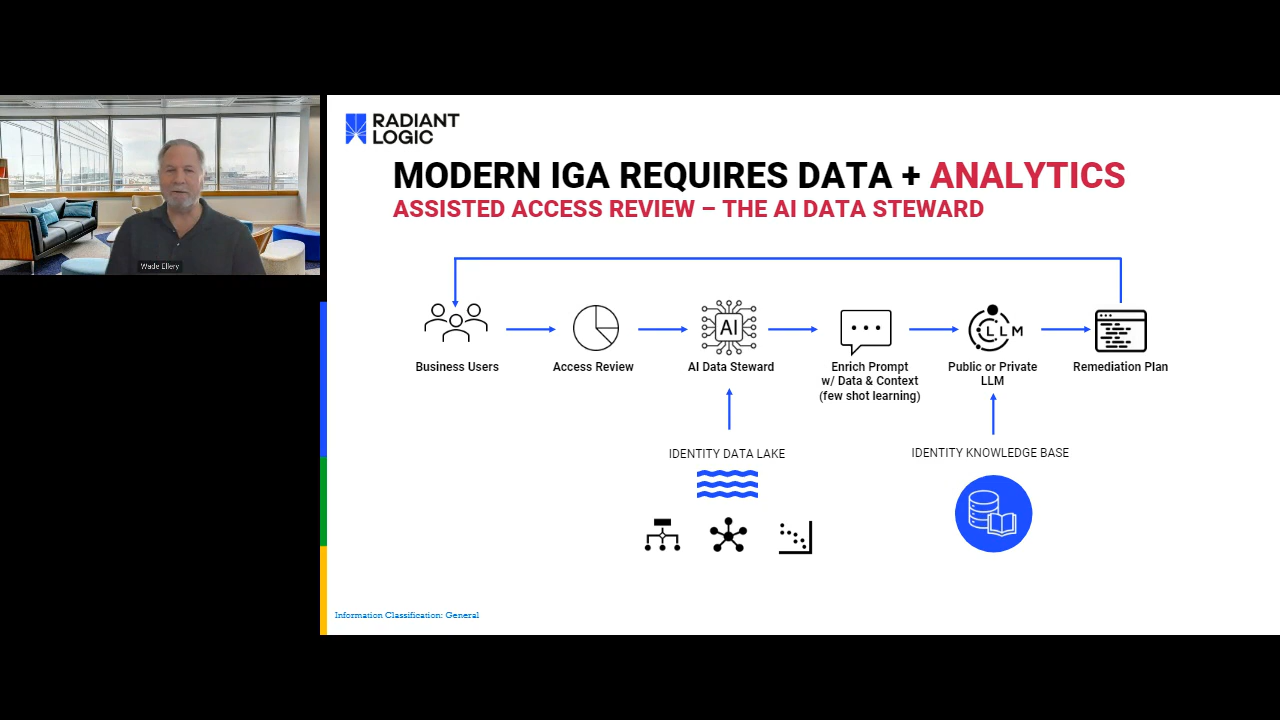 RADIANT
LOGIC
MODERN IGA REQUIRES DATA + ANALYTICS
ASSISTED ACCESS REVIEW – THE AI DATA STEWARD
Wade Ellery
AI
LLM
Business Users
Access Review
AI Data Steward
Enrich Prompt
w/ Data & Context
(few shot learning)
Public or Private
LLM
Remediation Plan
IDENTITY DATA LAKE
IDENTITY KNOWLEDGE BASE
Information Classification: General